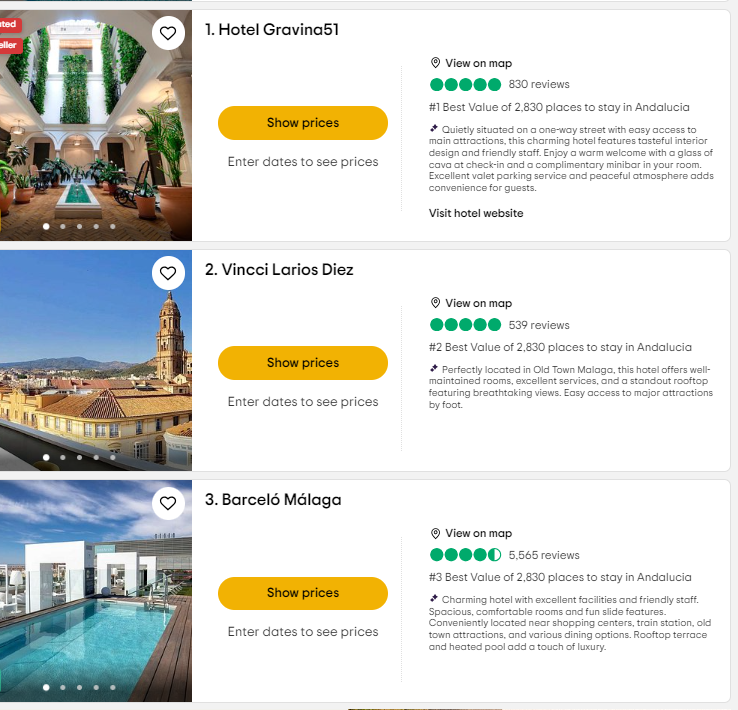 ted
eller
1. Hotel Gravina51
Show prices
Enter dates to see prices
View on map
830 reviews
#1 Best Value of 2,830 places to stay in Andalucia
Quietly situated on a one-way street with easy access to
main attractions, this charming hotel features tasteful interior
design and friendly staff. Enjoy a warm welcome with a glass of
cava at check-in and a complimentary minibar in your room.
Excellent valet parking service and peaceful atmosphere adds
convenience for guests.
Visit hotel website
2. Vincci Larios Diez
Show prices
Enter dates to see prices
View on map
539 reviews
#2 Best Value of 2,830 places to stay in Andalucia
Perfectly located in Old Town Malaga, this hotel offers well-
maintained rooms, excellent services, and a standout rooftop
featuring breathtaking views. Easy access to major attractions
by foot.
3. Barceló Málaga
Show prices
Enter dates to see prices
View on map
5,565 reviews
#3 Best Value of 2,830 places to stay in Andalucia
Charming hotel with excellent facilities and friendly staff.
Spacious, comfortable rooms and fun slide features.
Conveniently located near shopping centers, train station, old
town attractions, and various dining options. Rooftop terrace
and heated pool add a touch of luxury.